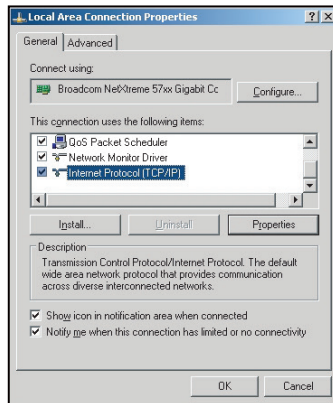 Local Area Connection Properties
General Advanced
Connect using:
Broadcom NetXtreme 57xx Gigabit Cc
Configure...
This connection uses the following items:
QoS Packet Scheduler
Network Monitor Driver
Internet Protocol (TCP/IP)
Install... Uninstall Properties
Description
Transmission Control Protocol/Internet Protocol. The default
wide area network protocol that provides communication
across diverse interconnected networks.
Show icon in notification area when connected
Notify me when this connection has limited or no connectivity
OK Cancel